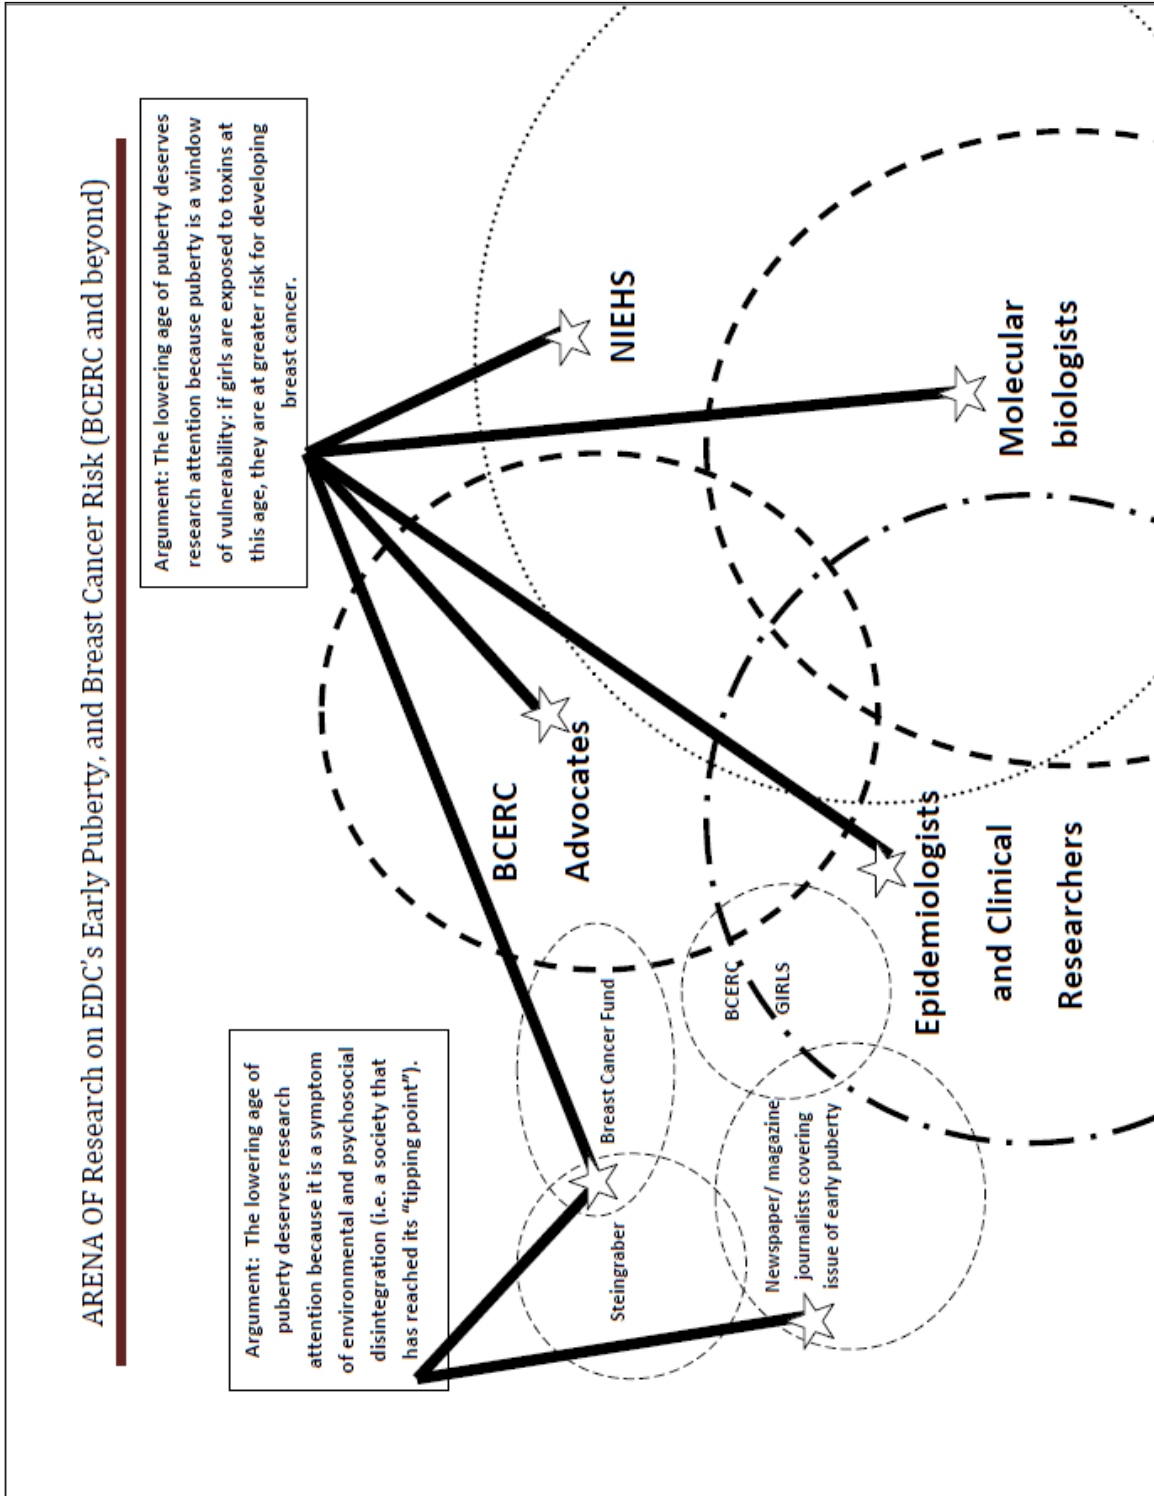 ARENA OF Research on EDC's Early Puberty, and Breast Cancer Risk (BCERC and beyond)
Argument: The lowering age of
puberty deserves research
attention because it is a symptom
of environmental and psychosocial
disintegration (i.e. a society that
has reached its “tipping point”).
Argument: The lowering age of puberty deserves
research attention because puberty is a window
of vulnerability: if girls are exposed to toxins at
this age, they are at greater risk for developing
breast cancer.
BCERC
Advocates
NIEHS
Breast Cancer Fund
Steingraber
BCERC
GIRLS
Newspaper/ magazine
journalists covering
issue of early puberty
Epidemiologists
and Clinical
Researchers
Molecular
biologists